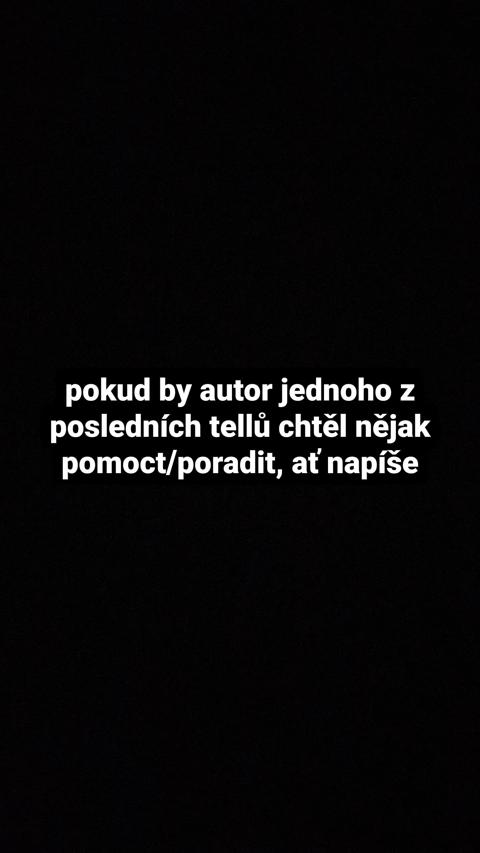 pokud by autor jednoho z
posledních tellů chtěl nějak
pomoct/poradit, ať napíše